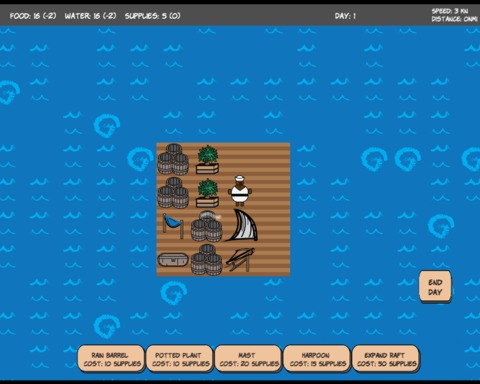 FOOD: 16 (-2) WATER: 16 (-2) SUPPLIES: 5 (0) DAY: 1 SPEED: 3 KN
DISTANCE: 0NMI
END
DAY
RAIN BARREL
COST: 10 SUPPLIES
POTTED PLANT
COST: 10 SUPPLIES
MAST
COST: 20 SUPPLIES
HARPOON
COST: 15 SUPPLIES
EXPAND RAFT
COST: 50 SUPPLIES